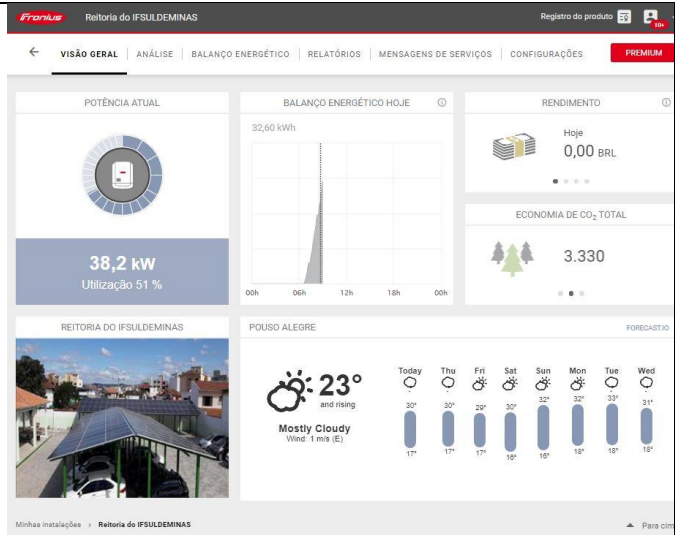 Fronius Reitoria do IFSULDEMINAS Registro do produto 10+
VISÃO GERAL ANÁLISE BALANÇO ENERGÉTICO RELATÓRIOS MENSAGENS DE SERVIÇOS CONFIGURAÇÕES PREMIUM
POTÊNCIA ATUAL
38,2 kW
Utilização 51 %
BALANÇO ENERGÉTICO HOJE
32,60 kWh
00h 06h 12h 18h 00h
RENDIMENTO
Hoje
0,00 BRL
ECONOMIA DE CO₂ TOTAL
3.330
REITORIA DO IFSULDEMINAS
POUSO ALEGRE FORECAST.IO
23°
and rising
Mostly Cloudy
Wind: 1 m/s (E)
Today Thu Fri Sat Sun Mon Tue Wed
30° 30° 29° 30° 32° 32° 33° 31°
17° 17° 17° 16° 16° 18° 18° 18°
Minhas instalações › Reitoria do IFSULDEMINAS Para cim